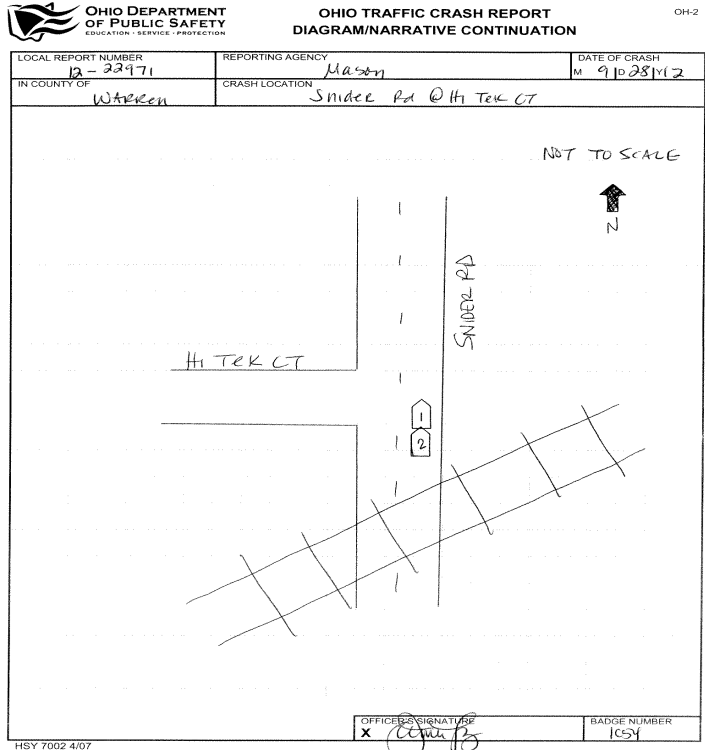 OHIO DEPARTMENT
OF PUBLIC SAFETY
EDUCATION · SERVICE · PROTECTION
OHIO TRAFFIC CRASH REPORT
DIAGRAM/NARRATIVE CONTINUATION
OH-2
LOCAL REPORT NUMBER
12-22971
REPORTING AGENCY
Mason
DATE OF CRASH
M 9 D 28 Y 12
IN COUNTY OF
WARREN
CRASH LOCATION
Snider Rd @ Hi Tek CT
NOT TO SCALE
N
SNIDER RD
Hi Tek CT
1
2
OFFICER'S SIGNATURE
X
BADGE NUMBER
HSY 7002 4/07